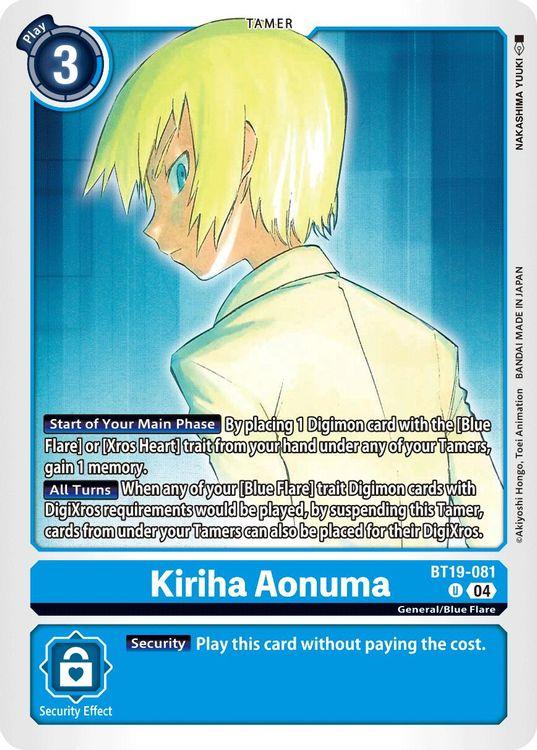 TAMER
Play
3
NAKASHIMA YUUKI
©Akiyoshi Hongo, Toei Animation BANDAI MADE IN JAPAN
Start of Your Main Phase By placing 1 Digimon card with the [Blue
Flare] or [Xros Heart] trait from your hand under any of your Tamers,
gain 1 memory.
All Turns When any of your [Blue Flare] trait Digimon cards with
DigiXros requirements would be played, by suspending this Tamer,
cards from under your Tamers can also be placed for their DigiXros.
Kiriha Aonuma
BT19-081
U 04
General/Blue Flare
Security Play this card without paying the cost.
Security Effect